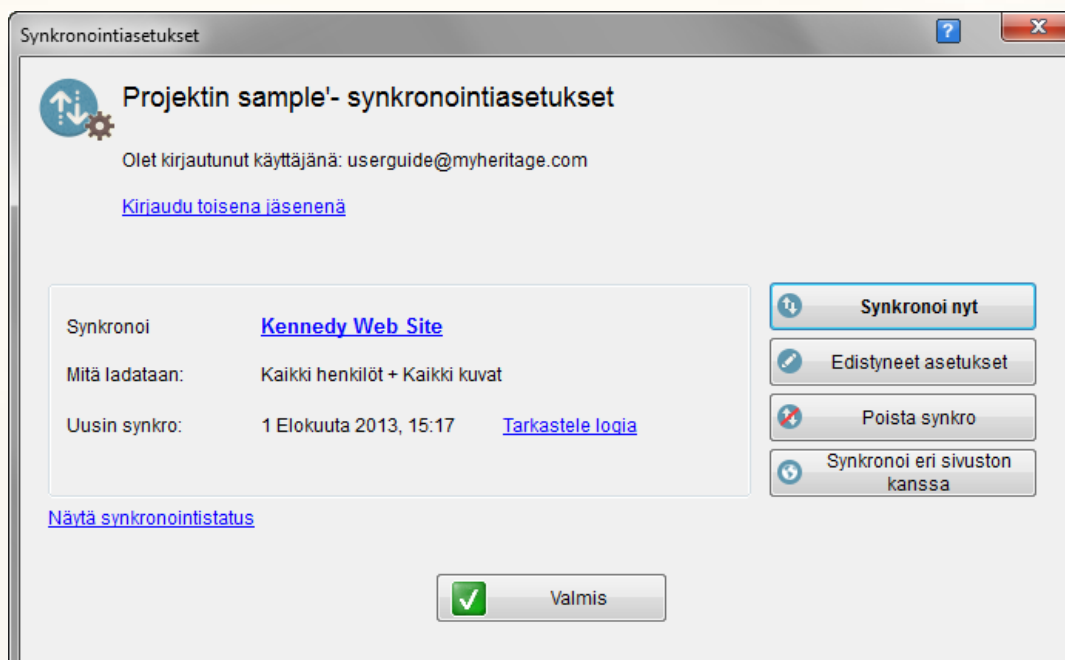 Synkronointiasetukset
Projektin sample'- synkronointiasetukset
Olet kirjautunut käyttäjänä: userguide@myheritage.com
Kirjaudu toisena jäsenenä
Synkronoi Kennedy Web Site
Mitä ladataan: Kaikki henkilöt + Kaikki kuvat
Uusin synkro: 1 Elokuuta 2013, 15:17 Tarkastele logia
Synkronoi nyt
Edistyneet asetukset
Poista synkro
Synkronoi eri sivuston
kanssa
Näytä synkronointistatus
Valmis